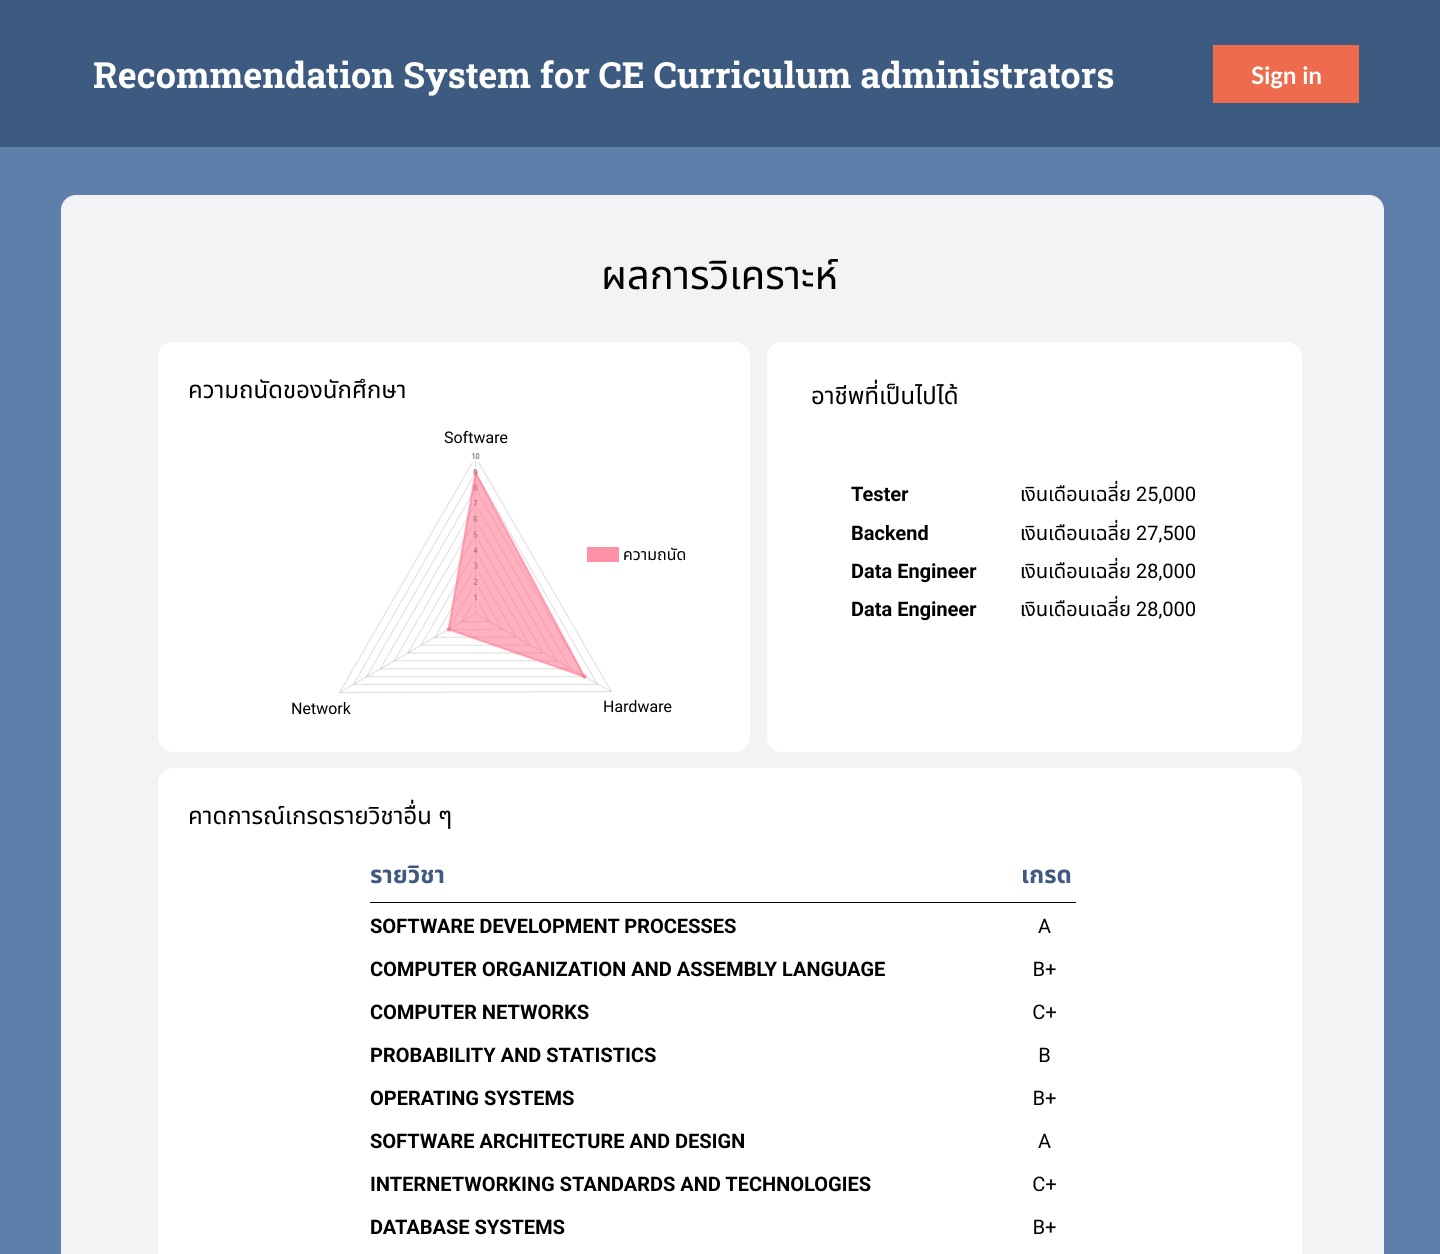 Recommendation System for CE Curriculum administrators
Sign in
ผลการวิเคราะห์
ความถนัดของนักศึกษา
Software
10
9
8
7
6
5
4
3
2
1
ความถนัด
Network
Hardware
อาชีพที่เป็นไปได้
Tester เงินเดือนเฉลี่ย 25,000
Backend เงินเดือนเฉลี่ย 27,500
Data Engineer เงินเดือนเฉลี่ย 28,000
Data Engineer เงินเดือนเฉลี่ย 28,000
คาดการณ์เกรดรายวิชาอื่น ๆ
รายวิชา เกรด
SOFTWARE DEVELOPMENT PROCESSES A
COMPUTER ORGANIZATION AND ASSEMBLY LANGUAGE B+
COMPUTER NETWORKS C+
PROBABILITY AND STATISTICS B
OPERATING SYSTEMS B+
SOFTWARE ARCHITECTURE AND DESIGN A
INTERNETWORKING STANDARDS AND TECHNOLOGIES C+
DATABASE SYSTEMS B+